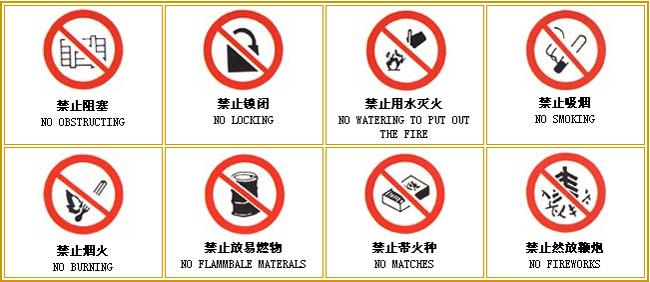 禁止阻塞
NO OBSTRUCTING
禁止锁闭
NO LOCKING
禁止用水灭火
NO WATERING TO PUT OUT
THE FIRE
禁止吸烟
NO SMOKING
禁止烟火
NO BURNING
禁止放易燃物
NO FLAMMBALE MATERALS
禁止带火种
NO MATCHES
禁止然放鞭炮
NO FIREWORKS